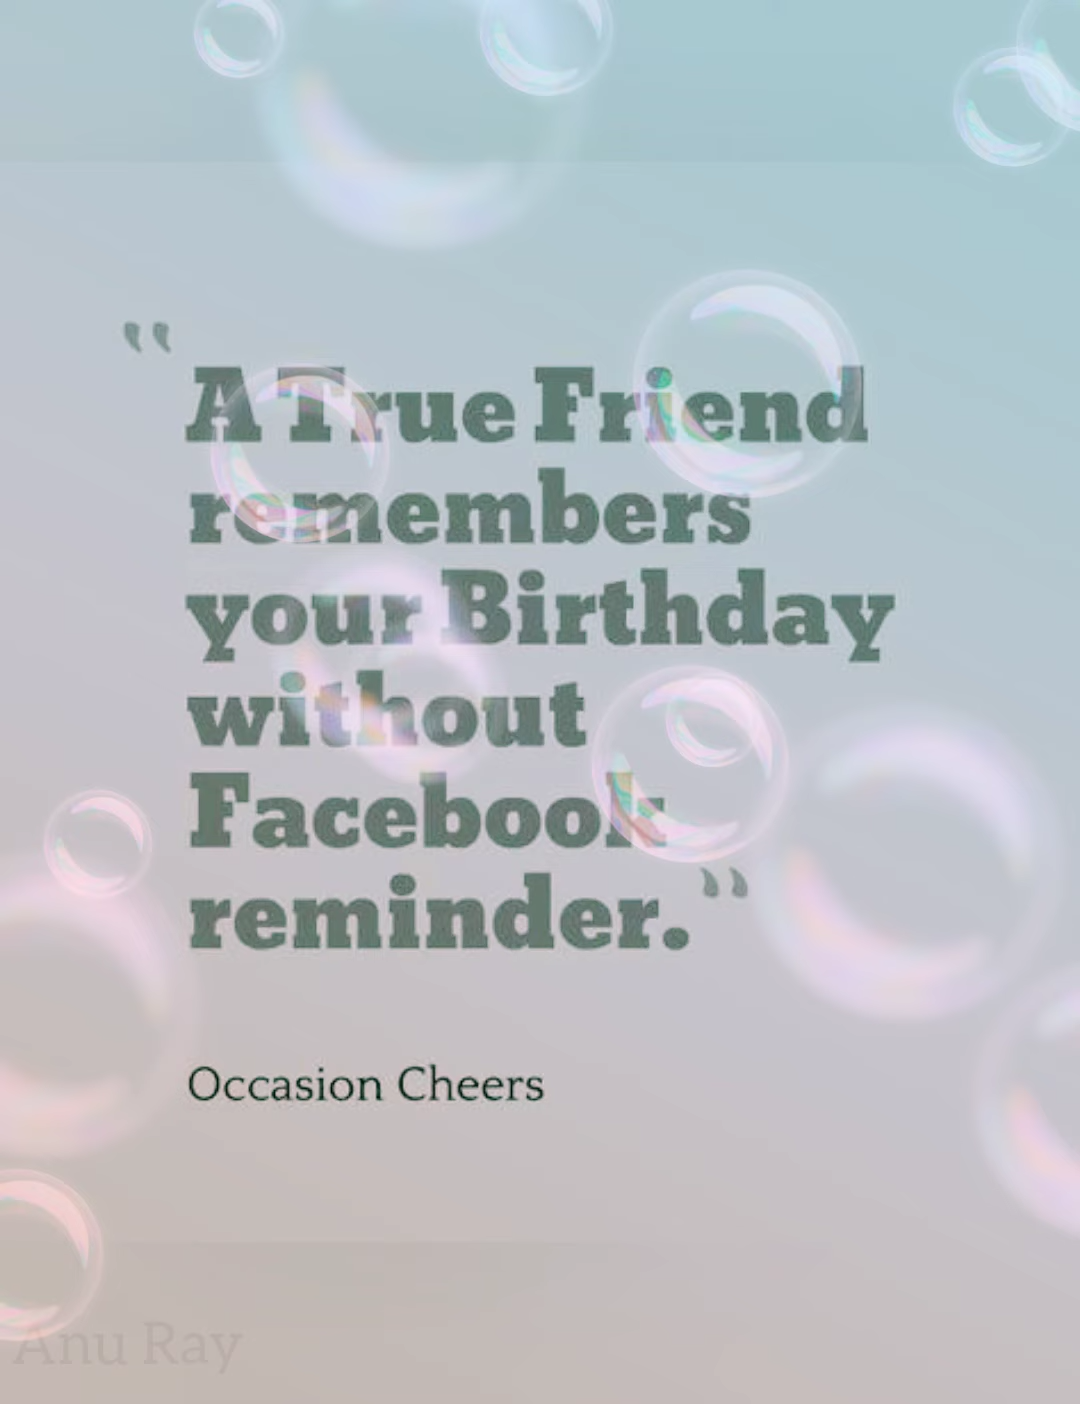 "A True Friend
remembers
your Birthday
without
Facebook
reminder."
Occasion Cheers
Anu Ray